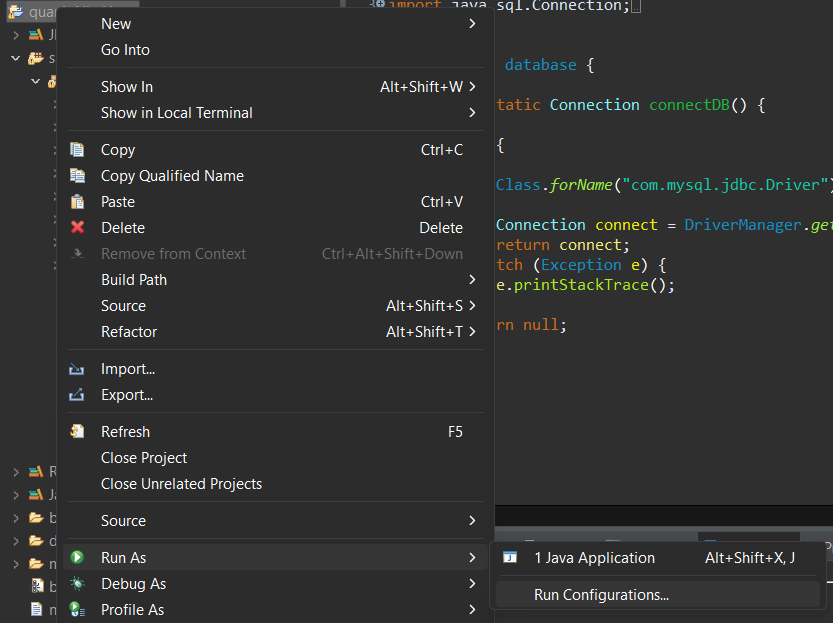 import java.sql.Connection;
New
Go Into
Show In Alt+Shift+W
Show in Local Terminal
Copy Ctrl+C
Copy Qualified Name
Paste Ctrl+V
Delete Delete
Remove from Context Ctrl+Alt+Shift+Down
Build Path
Source Alt+Shift+S
Refactor Alt+Shift+T
Import...
Export...
Refresh F5
Close Project
Close Unrelated Projects
Source
Run As
Debug As
Profile As
1 Java Application Alt+Shift+X, J
Run Configurations...
database {
tatic Connection connectDB() {
{
Class.forName("com.mysql.jdbc.Driver")
Connection connect = DriverManager.get
return connect;
tch (Exception e) {
e.printStackTrace();
rn null;